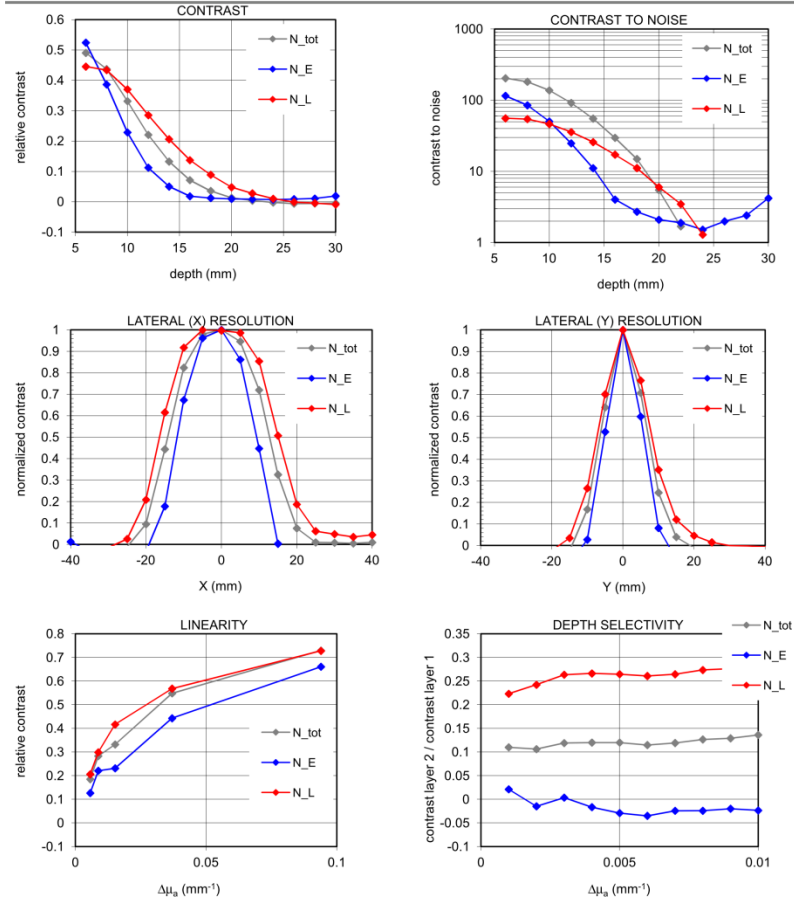 CONTRAST
0.6
0.5
0.4
0.3
0.2
0.1
0
-0.1
relative contrast
5 10 15 20 25 30
depth (mm)
N_tot
N_E
N_L
CONTRAST TO NOISE
1000
100
10
1
contrast to noise
5 10 15 20 25 30
depth (mm)
N_tot
N_E
N_L
LATERAL (X) RESOLUTION
1
0.9
0.8
0.7
0.6
0.5
0.4
0.3
0.2
0.1
0
normalized contrast
-40 -20 0 20 40
X (mm)
N_tot
N_E
N_L
LATERAL (Y) RESOLUTION
1
0.9
0.8
0.7
0.6
0.5
0.4
0.3
0.2
0.1
0
normalized contrast
-40 -20 0 20 40
Y (mm)
N_tot
N_E
N_L
LINEARITY
0.8
0.7
0.6
0.5
0.4
0.3
0.2
0.1
0
-0.1
relative contrast
0 0.05 0.1
Δμa (mm-1)
N_tot
N_E
N_L
DEPTH SELECTIVITY
0.35
0.3
0.25
0.2
0.15
0.1
0.05
0
-0.05
-0.1
contrast layer 2 / contrast layer 1
0 0.005 0.01
Δμa (mm-1)
N_tot
N_E
N_L